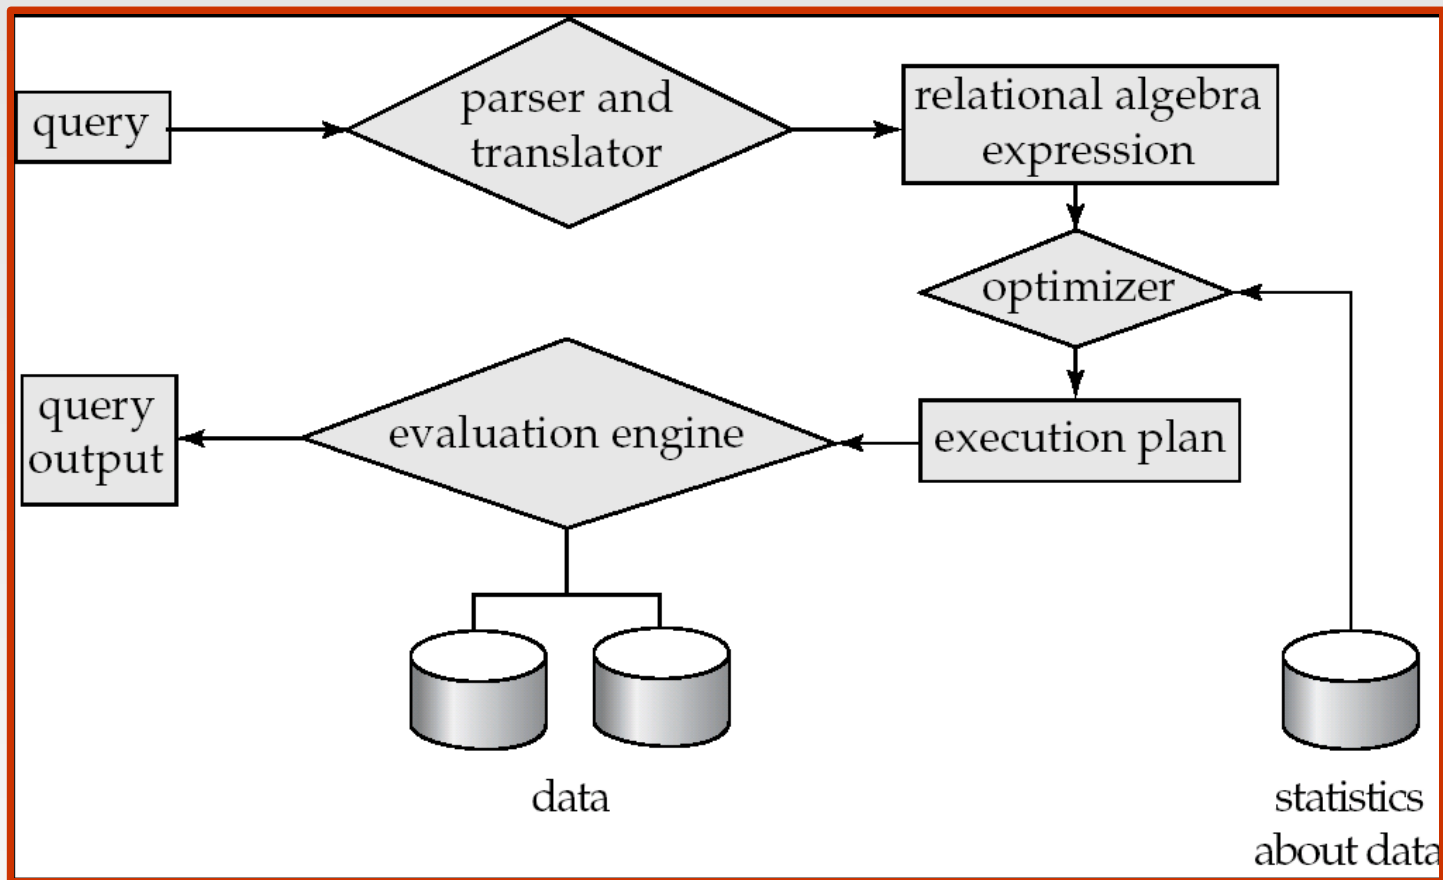 query
parser and
translator
relational algebra
expression
optimizer
execution plan
evaluation engine
query
output
data
statistics
about data